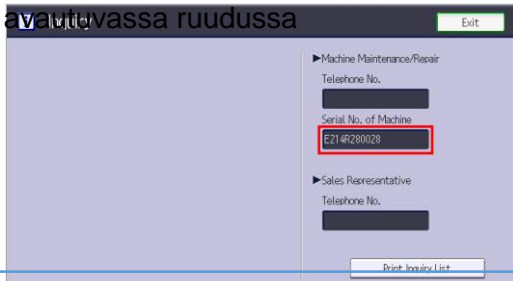 avautuvassa ruudussa
Inquiry
Exit
►Machine Maintenance/Repair
Telephone No.
Serial No. of Machine
E214R280028
►Sales Representative
Telephone No.
Print Inquiry List